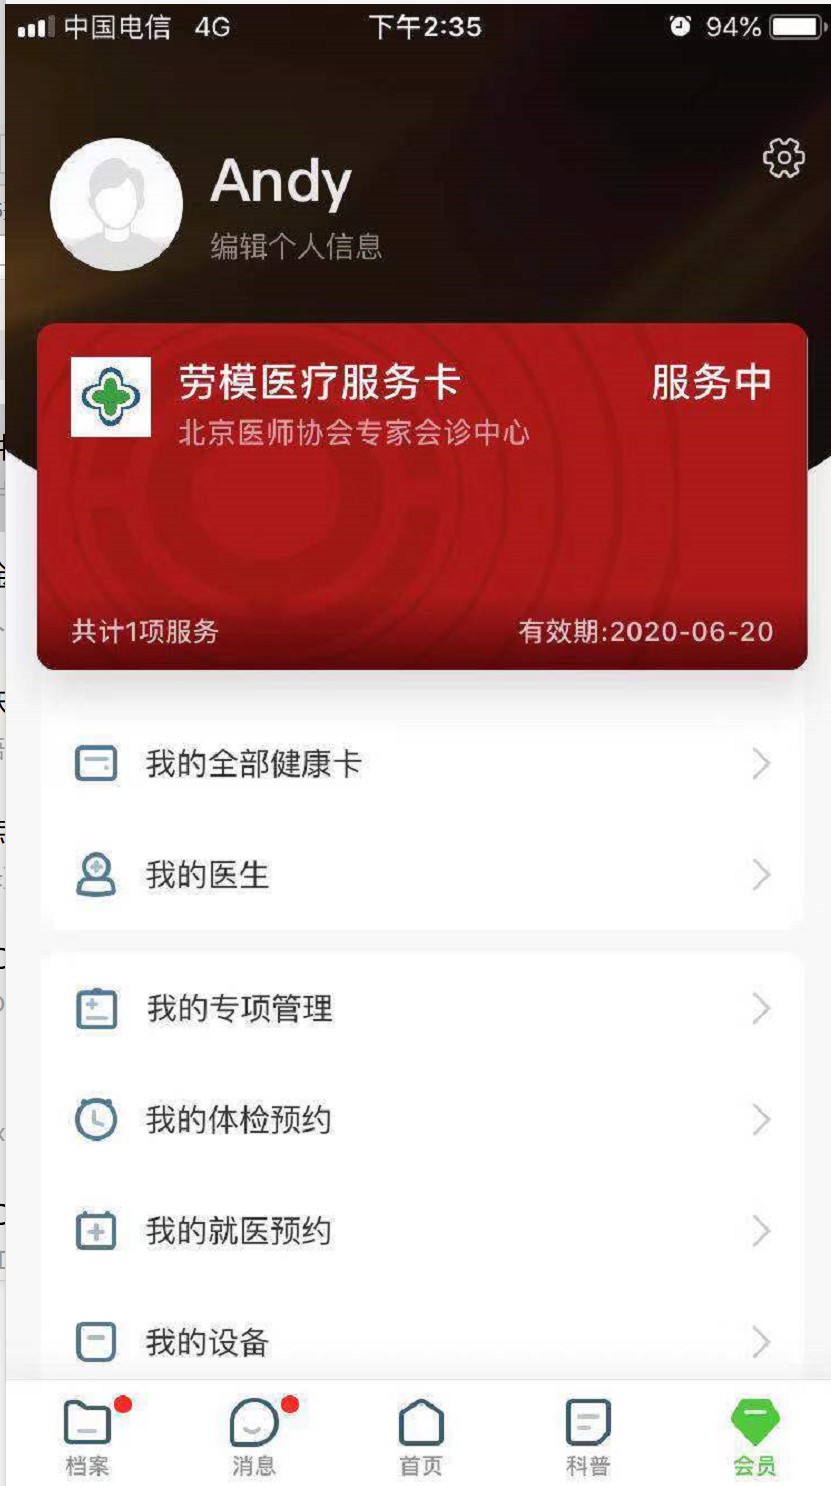 中国电信 4G 下午2:35 94%
Andy
编辑个人信息
劳模医疗服务卡 服务中
北京医师协会专家会诊中心
共计1项服务 有效期:2020-06-20
我的全部健康卡
我的医生
我的专项管理
我的体检预约
我的就医预约
我的设备
档案 消息 首页 科普 会员